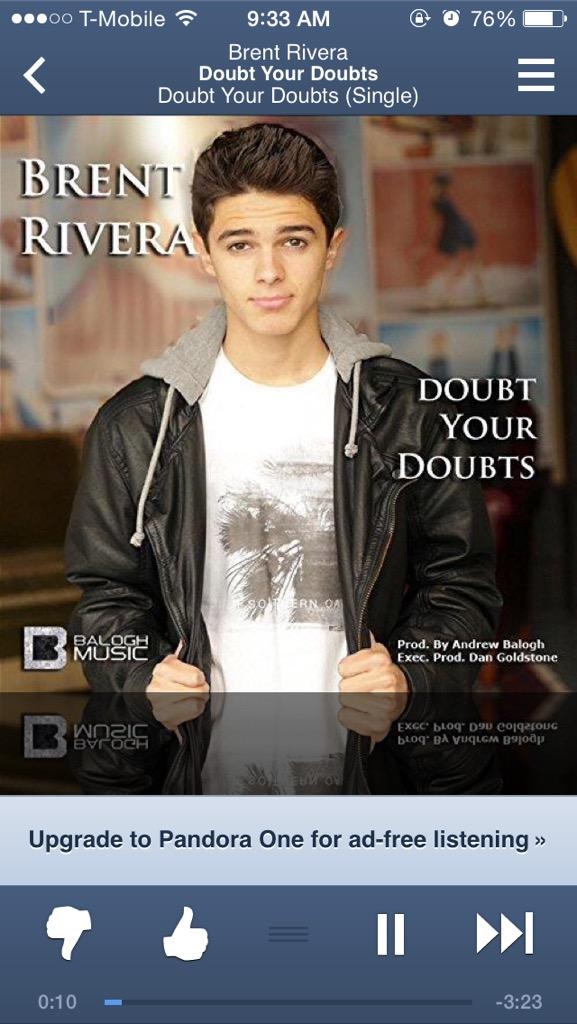 T-Mobile 9:33 AM 76%
Brent Rivera
Doubt Your Doubts
Doubt Your Doubts (Single)
BRENT
RIVERA
DOUBT
YOUR
DOUBTS
BALOGH
MUSIC
Prod. By Andrew Balogh
Exec. Prod. Dan Goldstone
Upgrade to Pandora One for ad-free listening »
0:10 -3:23